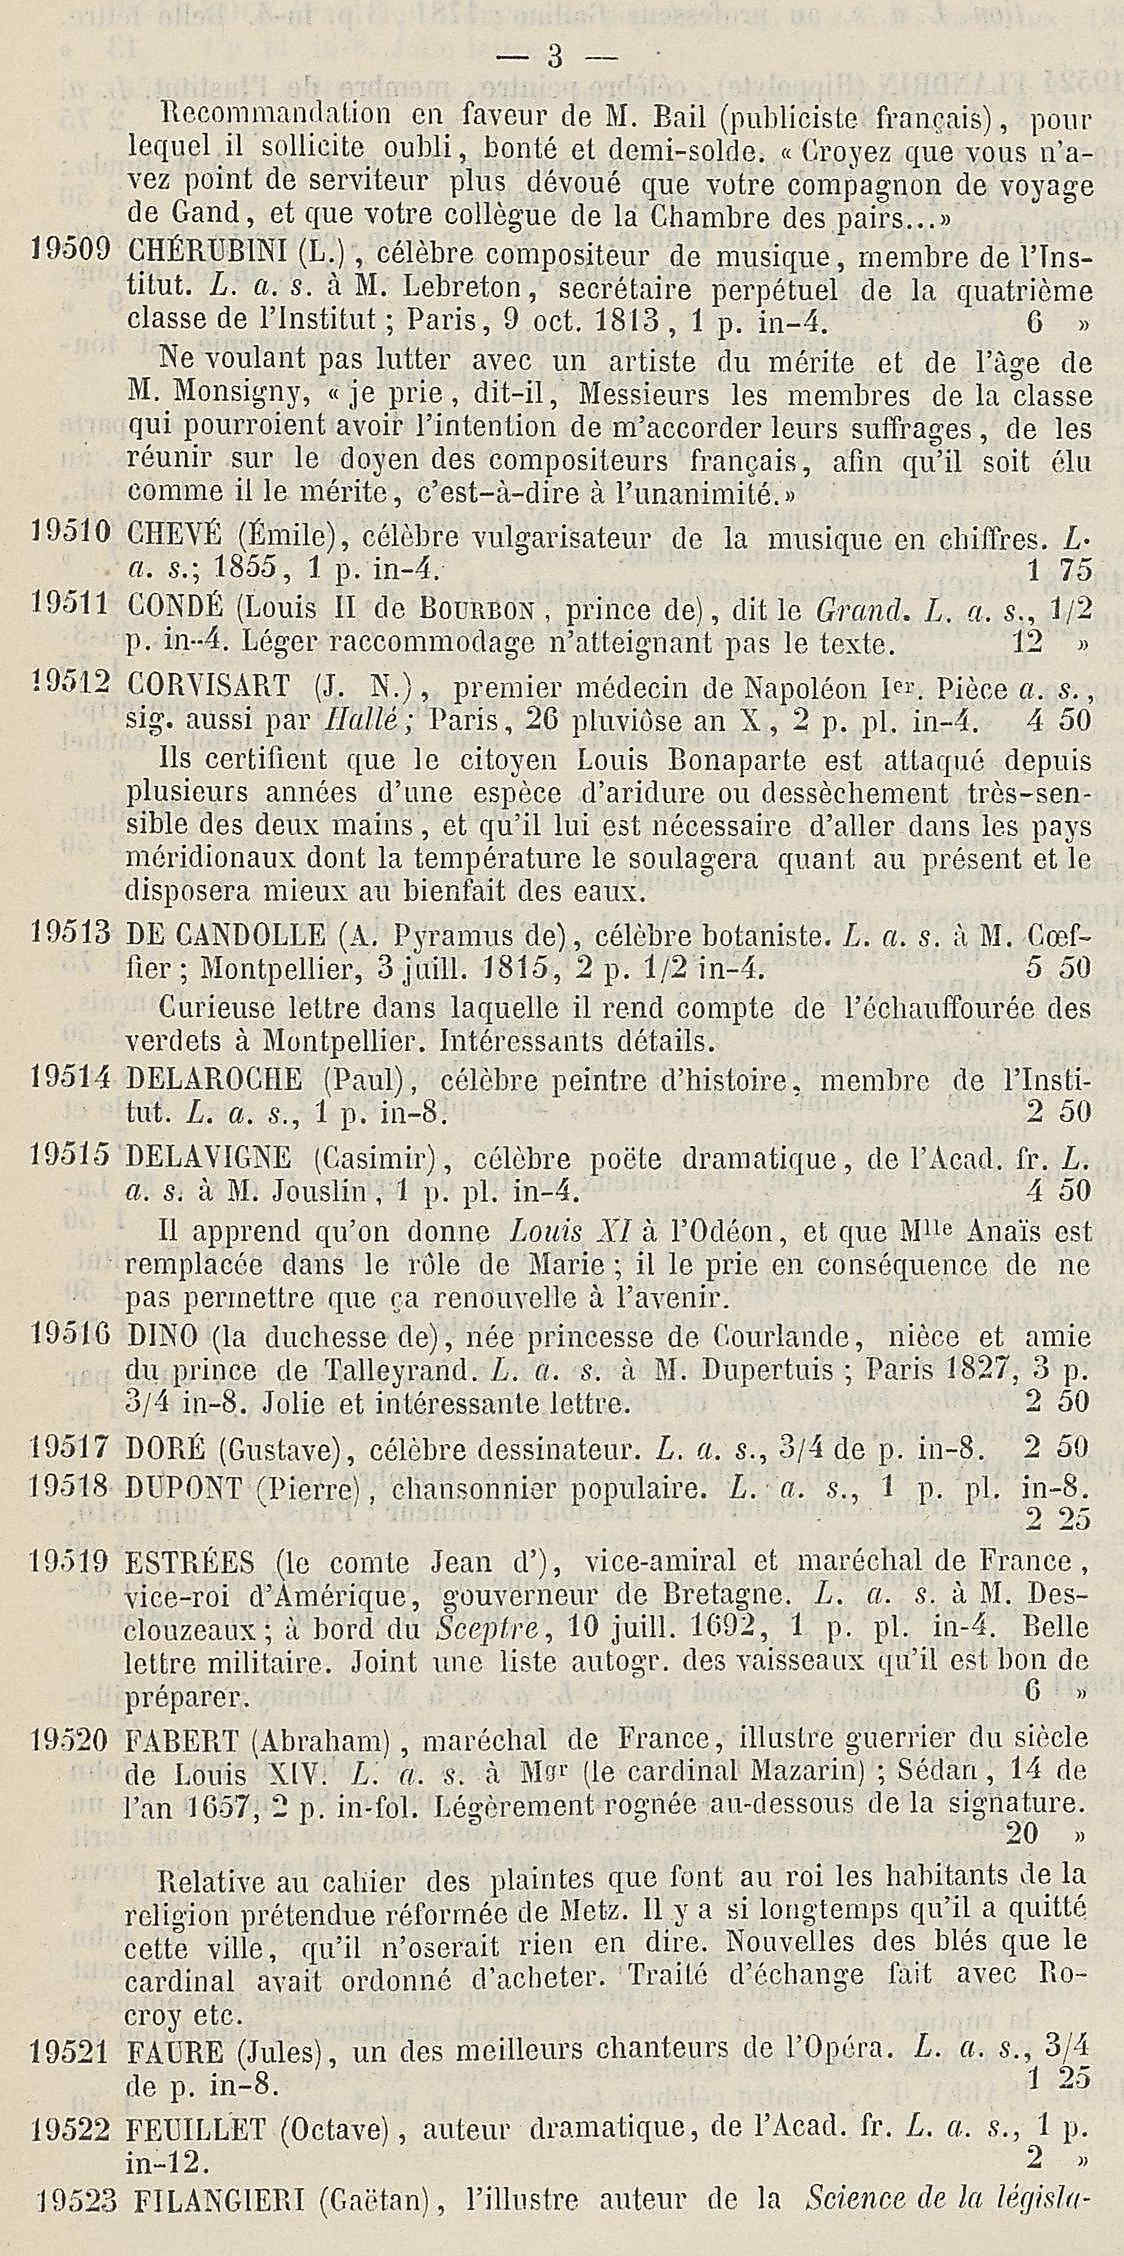 — 3 —
Recommandation en faveur de M. Bail (publiciste français), pour
lequel il sollicite oubli, bonté et demi-solde. « Croyez que vous n'a-
vez point de serviteur plus dévoué que votre compagnon de voyage
de Gand, et que votre collègue de la Chambre des pairs...»
19509 CHÉRUBINI (L.), célèbre compositeur de musique, membre de l'Ins-
titut. L. a. s. à M. Lebreton, secrétaire perpétuel de la quatrième
classe de l'Institut; Paris, 9 oct. 1813, 1 p. in-4. 6 »
Ne voulant pas lutter avec un artiste du mérite et de l'âge de
M. Monsigny, « je prie, dit-il, Messieurs les membres de la classe
qui pourroient avoir l'intention de m'accorder leurs suffrages, de les
réunir sur le doyen des compositeurs français, afin qu'il soit élu
comme il le mérite, c'est-à-dire à l'unanimité.»
19510 CHEVÉ (Émile), célèbre vulgarisateur de la musique en chiffres. L.
a. s.; 1855, 1 p. in-4. 1 75
19511 CONDÉ (Louis II de BOURBON, prince de), dit le Grand. L. a. s., 1/2
p. in-4. Léger raccommodage n'atteignant pas le texte. 12 »
19512 CORVISART (J. N.), premier médecin de Napoléon Ier. Pièce a. s.,
sig. aussi par Hallé; Paris, 26 pluviôse an X, 2 p. pl. in-4. 4 50
Ils certifient que le citoyen Louis Bonaparte est attaqué depuis
plusieurs années d'une espèce d'aridure ou dessèchement très-sen-
sible des deux mains, et qu'il lui est nécessaire d'aller dans les pays
méridionaux dont la température le soulagera quant au présent et le
disposera mieux au bienfait des eaux.
19513 DE CANDOLLE (A. Pyramus de), célèbre botaniste. L. a. s. à M. Cœf-
fier; Montpellier, 3 juill. 1815, 2 p. 1/2 in-4. 5 50
Curieuse lettre dans laquelle il rend compte de l'échauffourée des
verdets à Montpellier. Intéressants détails.
19514 DELAROCHE (Paul), célèbre peintre d'histoire, membre de l'Insti-
tut. L. a. s., 1 p. in-8. 2 50
19515 DELAVIGNE (Casimir), célèbre poëte dramatique, de l'Acad. fr. L.
a. s. à M. Jouslin, 1 p. pl. in-4. 4 50
Il apprend qu'on donne Louis XI à l'Odéon, et que Mlle Anaïs est
remplacée dans le rôle de Marie; il le prie en conséquence de ne
pas permettre que ça renouvelle à l'avenir.
19516 DINO (la duchesse de), née princesse de Courlande, nièce et amie
du prince de Talleyrand. L. a. s. à M. Dupertuis; Paris 1827, 3 p.
3/4 in-8. Jolie et intéressante lettre. 2 50
19517 DORÉ (Gustave), célèbre dessinateur. L. a. s., 3/4 de p. in-8. 2 50
19518 DUPONT (Pierre), chansonnier populaire. L. a. s., 1 p. pl. in-8.
2 25
19519 ESTRÉES (le comte Jean d'), vice-amiral et maréchal de France,
vice-roi d'Amérique, gouverneur de Bretagne. L. a. s. à M. Des-
clouzeaux; à bord du Sceptre, 10 juill. 1692, 1 p. pl. in-4. Belle
lettre militaire. Joint une liste autogr. des vaisseaux qu'il est bon de
préparer. 6 »
19520 FABERT (Abraham), maréchal de France, illustre guerrier du siècle
de Louis XIV. L. a. s. à Mgr (le cardinal Mazarin); Sédan, 14 de
l'an 1657, 2 p. in-fol. Légèrement rognée au-dessous de la signature.
20 »
Relative au cahier des plaintes que font au roi les habitants de la
religion prétendue réformée de Metz. Il y a si longtemps qu'il a quitté
cette ville, qu'il n'oserait rien en dire. Nouvelles des blés que le
cardinal avait ordonné d'acheter. Traité d'échange fait avec Ro-
croy etc.
19521 FAURE (Jules), un des meilleurs chanteurs de l'Opéra. L. a. s., 3/4
de p. in-8. 1 25
19522 FEUILLET (Octave), auteur dramatique, de l'Acad. fr. L. a. s., 1 p.
in-12. 2 »
19523 FILANGIERI (Gaëtan), l'illustre auteur de la Science de la législa-